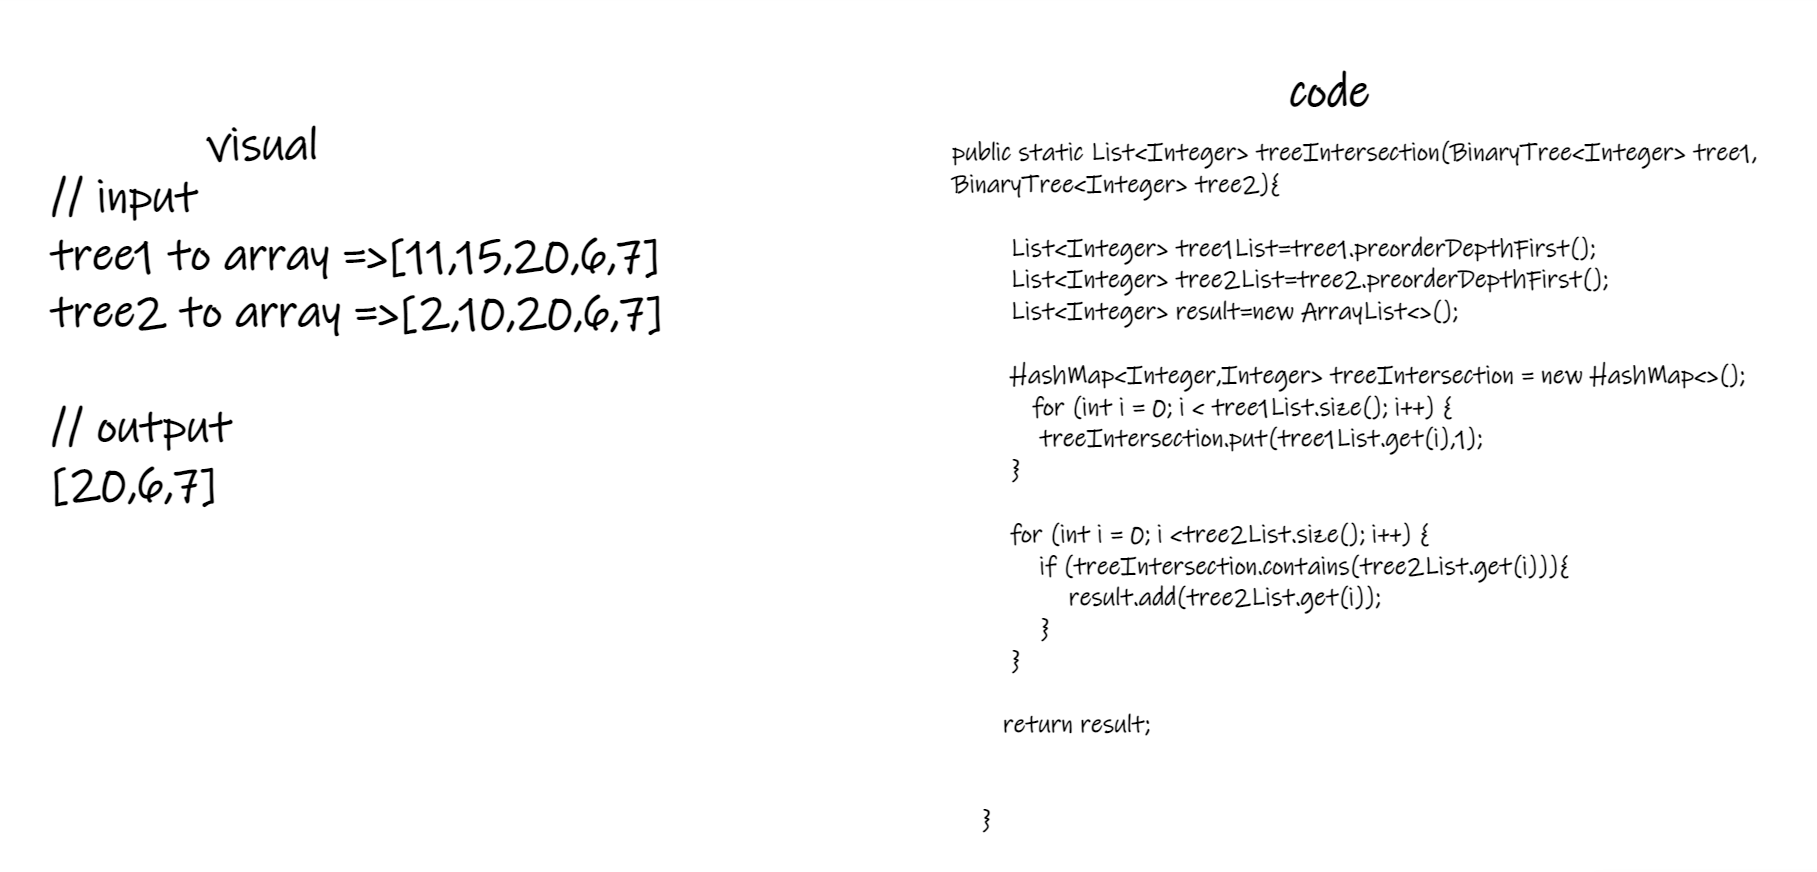 visual
// input
tree1 to array =>[11,15,20,6,7]
tree2 to array =>[2,10,20,6,7]
// output
[20,6,7]
code
public static List<Integer> treeIntersection(BinaryTree<Integer> tree1,
BinaryTree<Integer> tree2){
List<Integer> tree1List=tree1.preorderDepthFirst();
List<Integer> tree2List=tree2.preorderDepthFirst();
List<Integer> result=new ArrayList<>();
HashMap<Integer,Integer> treeIntersection = new HashMap<>();
for (int i = 0; i < tree1List.size(); i++) {
treeIntersection.put(tree1List.get(i),1);
}
for (int i = 0; i <tree2List.size(); i++) {
if (treeIntersection.contains(tree2List.get(i))){
result.add(tree2List.get(i));
}
}
return result;
}